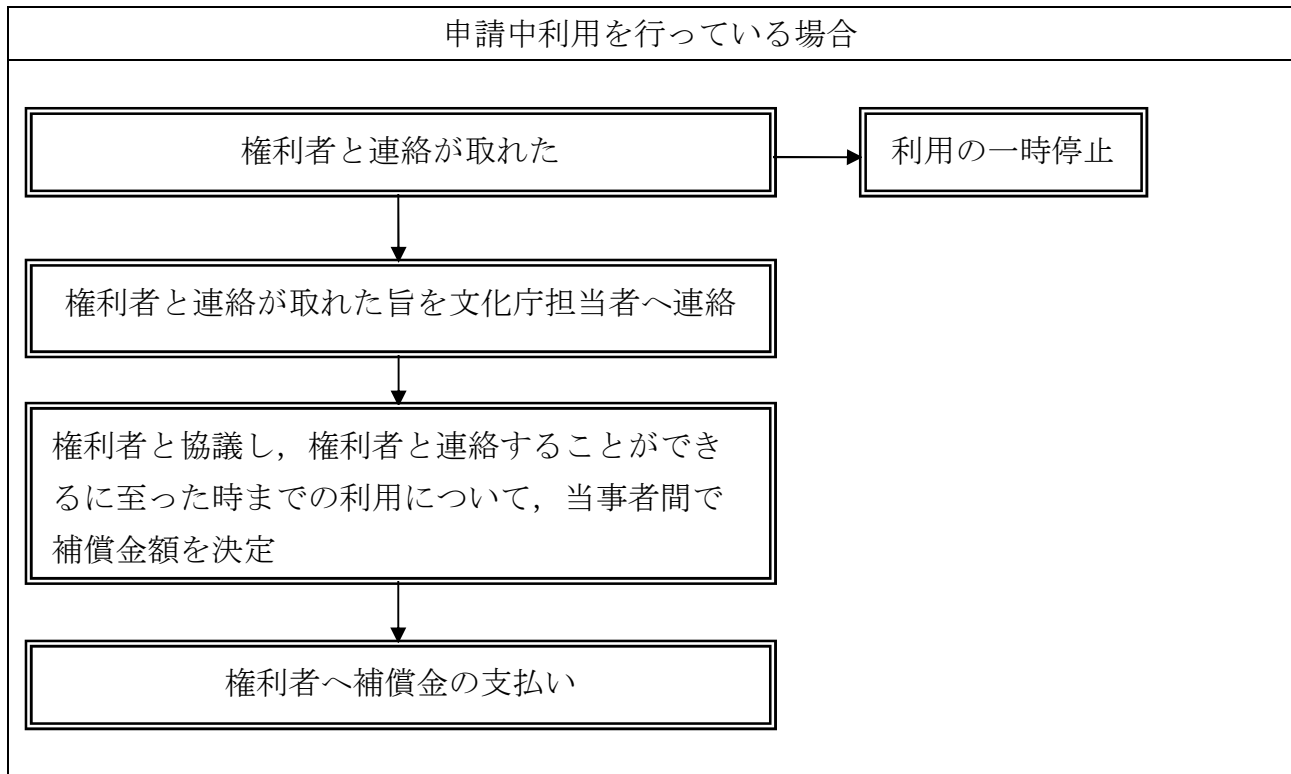 申請中利用を行っている場合
権利者と連絡が取れた
利用の一時停止
権利者と連絡が取れた旨を文化庁担当者へ連絡
権利者と協議し，権利者と連絡することができ
るに至った時までの利用について，当事者間で
補償金額を決定
権利者へ補償金の支払い